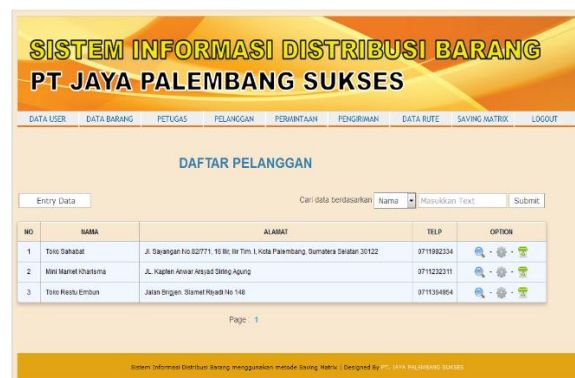 SISTEM INFORMASI DISTRIBUSI BARANG
PT JAYA PALEMBANG SUKSES
DATA USER DATA BARANG PETUGAS PELANGGAN PERMINTAAN PENGIRIMAN DATA RUTE SAVING MATRIX LOGOUT
DAFTAR PELANGGAN
Entry Data Cari data berdasarkan Nama Masukkan Text Submit
NO NAMA ALAMAT TELP OPTION
1 Toko Sahabat Jl. Sayangan No.82/771, 16 Ilir, Ilir Tim. I, Kota Palembang, Sumatera Selatan 30122 0711982334
2 Mini Market Kharisma JL. Kapten Anwar Arsyad Siring Agung 0711232311
3 Toko Restu Embun Jalan Brigjen. Slamet Riyadi No 148 0711364854
Page : 1
Sistem Informasi Distribusi Barang menggunakan metode Saving Matrix | Designed By PT. JAYA PALEMBANG SUKSES